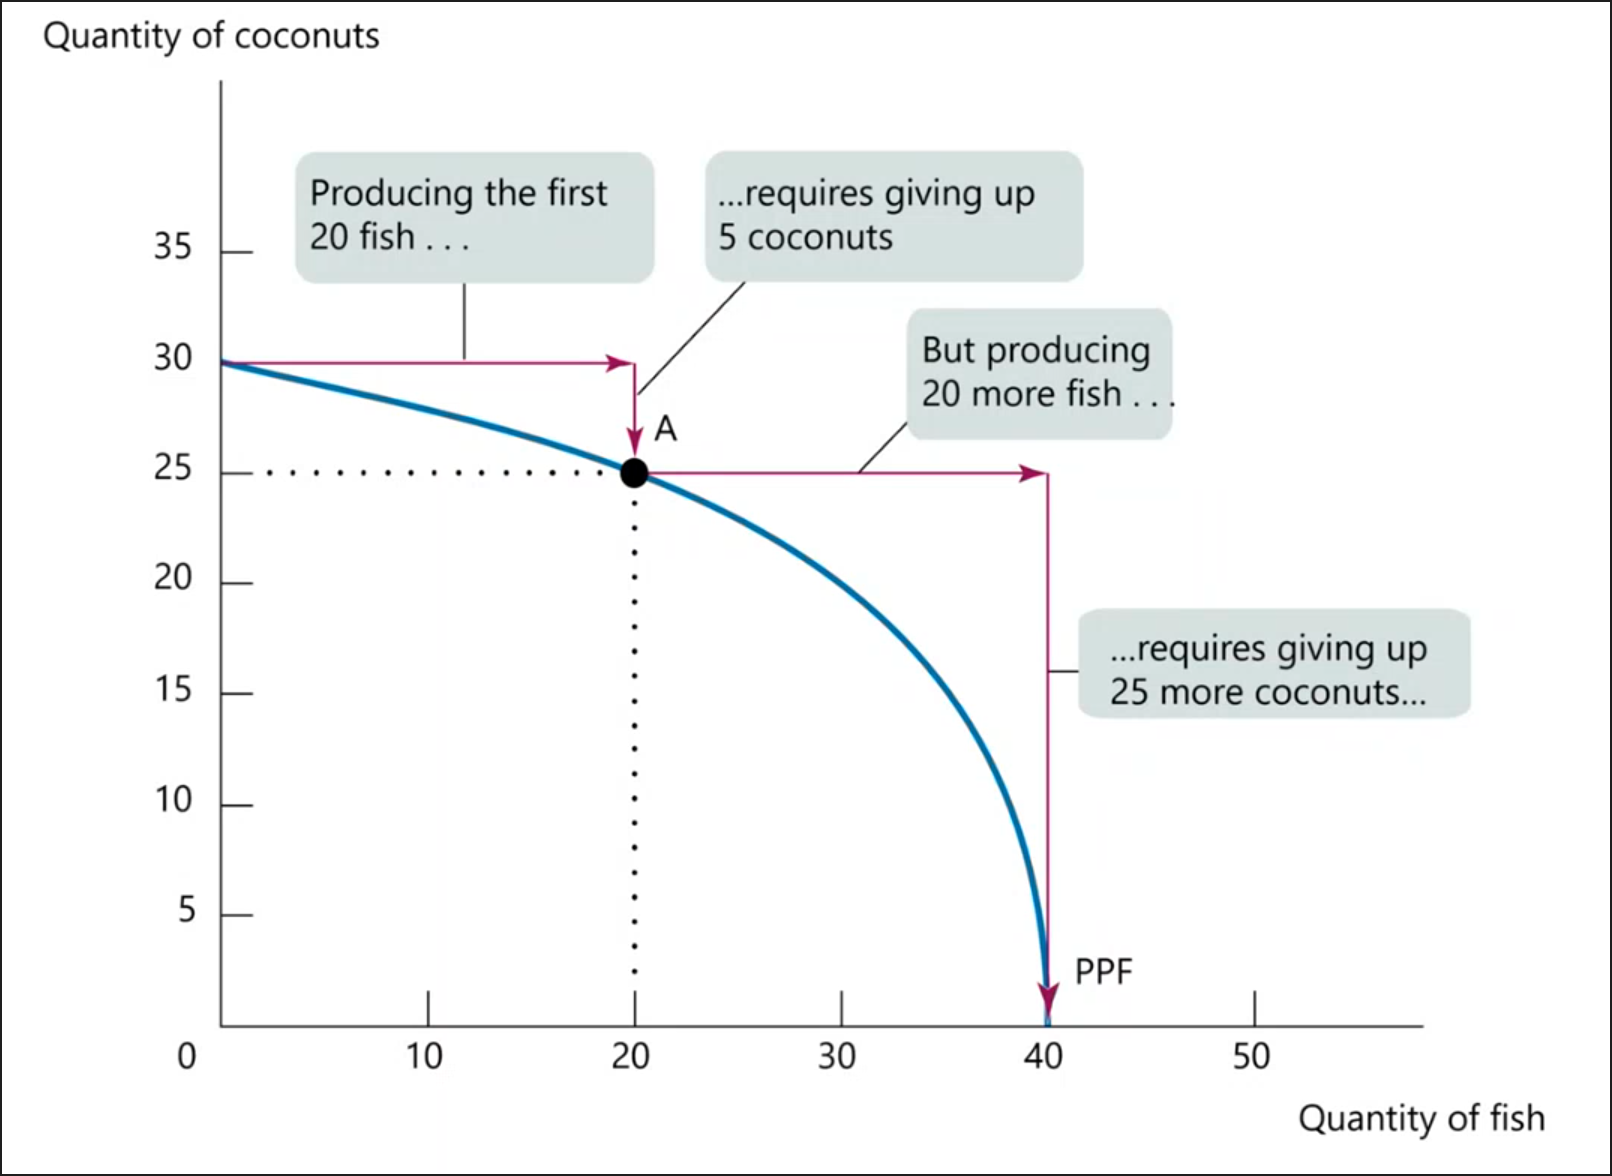 Quantity of coconuts
Producing the first
20 fish . . .
...requires giving up
5 coconuts
But producing
20 more fish . . .
...requires giving up
25 more coconuts...
35
30
25
20
15
10
5
A
PPF
0
10
20
30
40
50
Quantity of fish